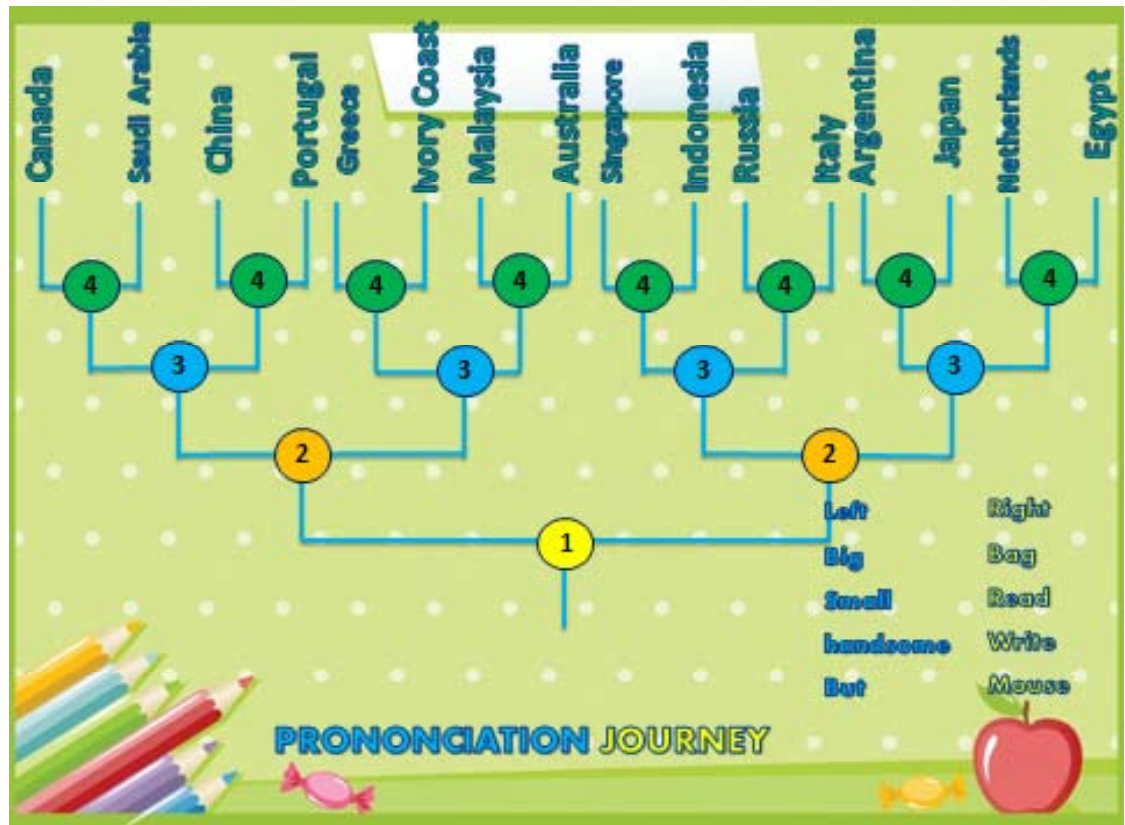 Canada
Saudi Arabia
China
Portugal
Greece
Ivory Coast
Malaysia
Australia
Singapore
Indonesia
Russia
Italy
Argentina
Japan
Netherlands
Egypt
4 4 4 4 4 4 4 4
3 3 3 3
2 2
1
Left Right
Big Bag
Small Read
handsome Write
But Mouse
PRONONCIATION JOURNEY